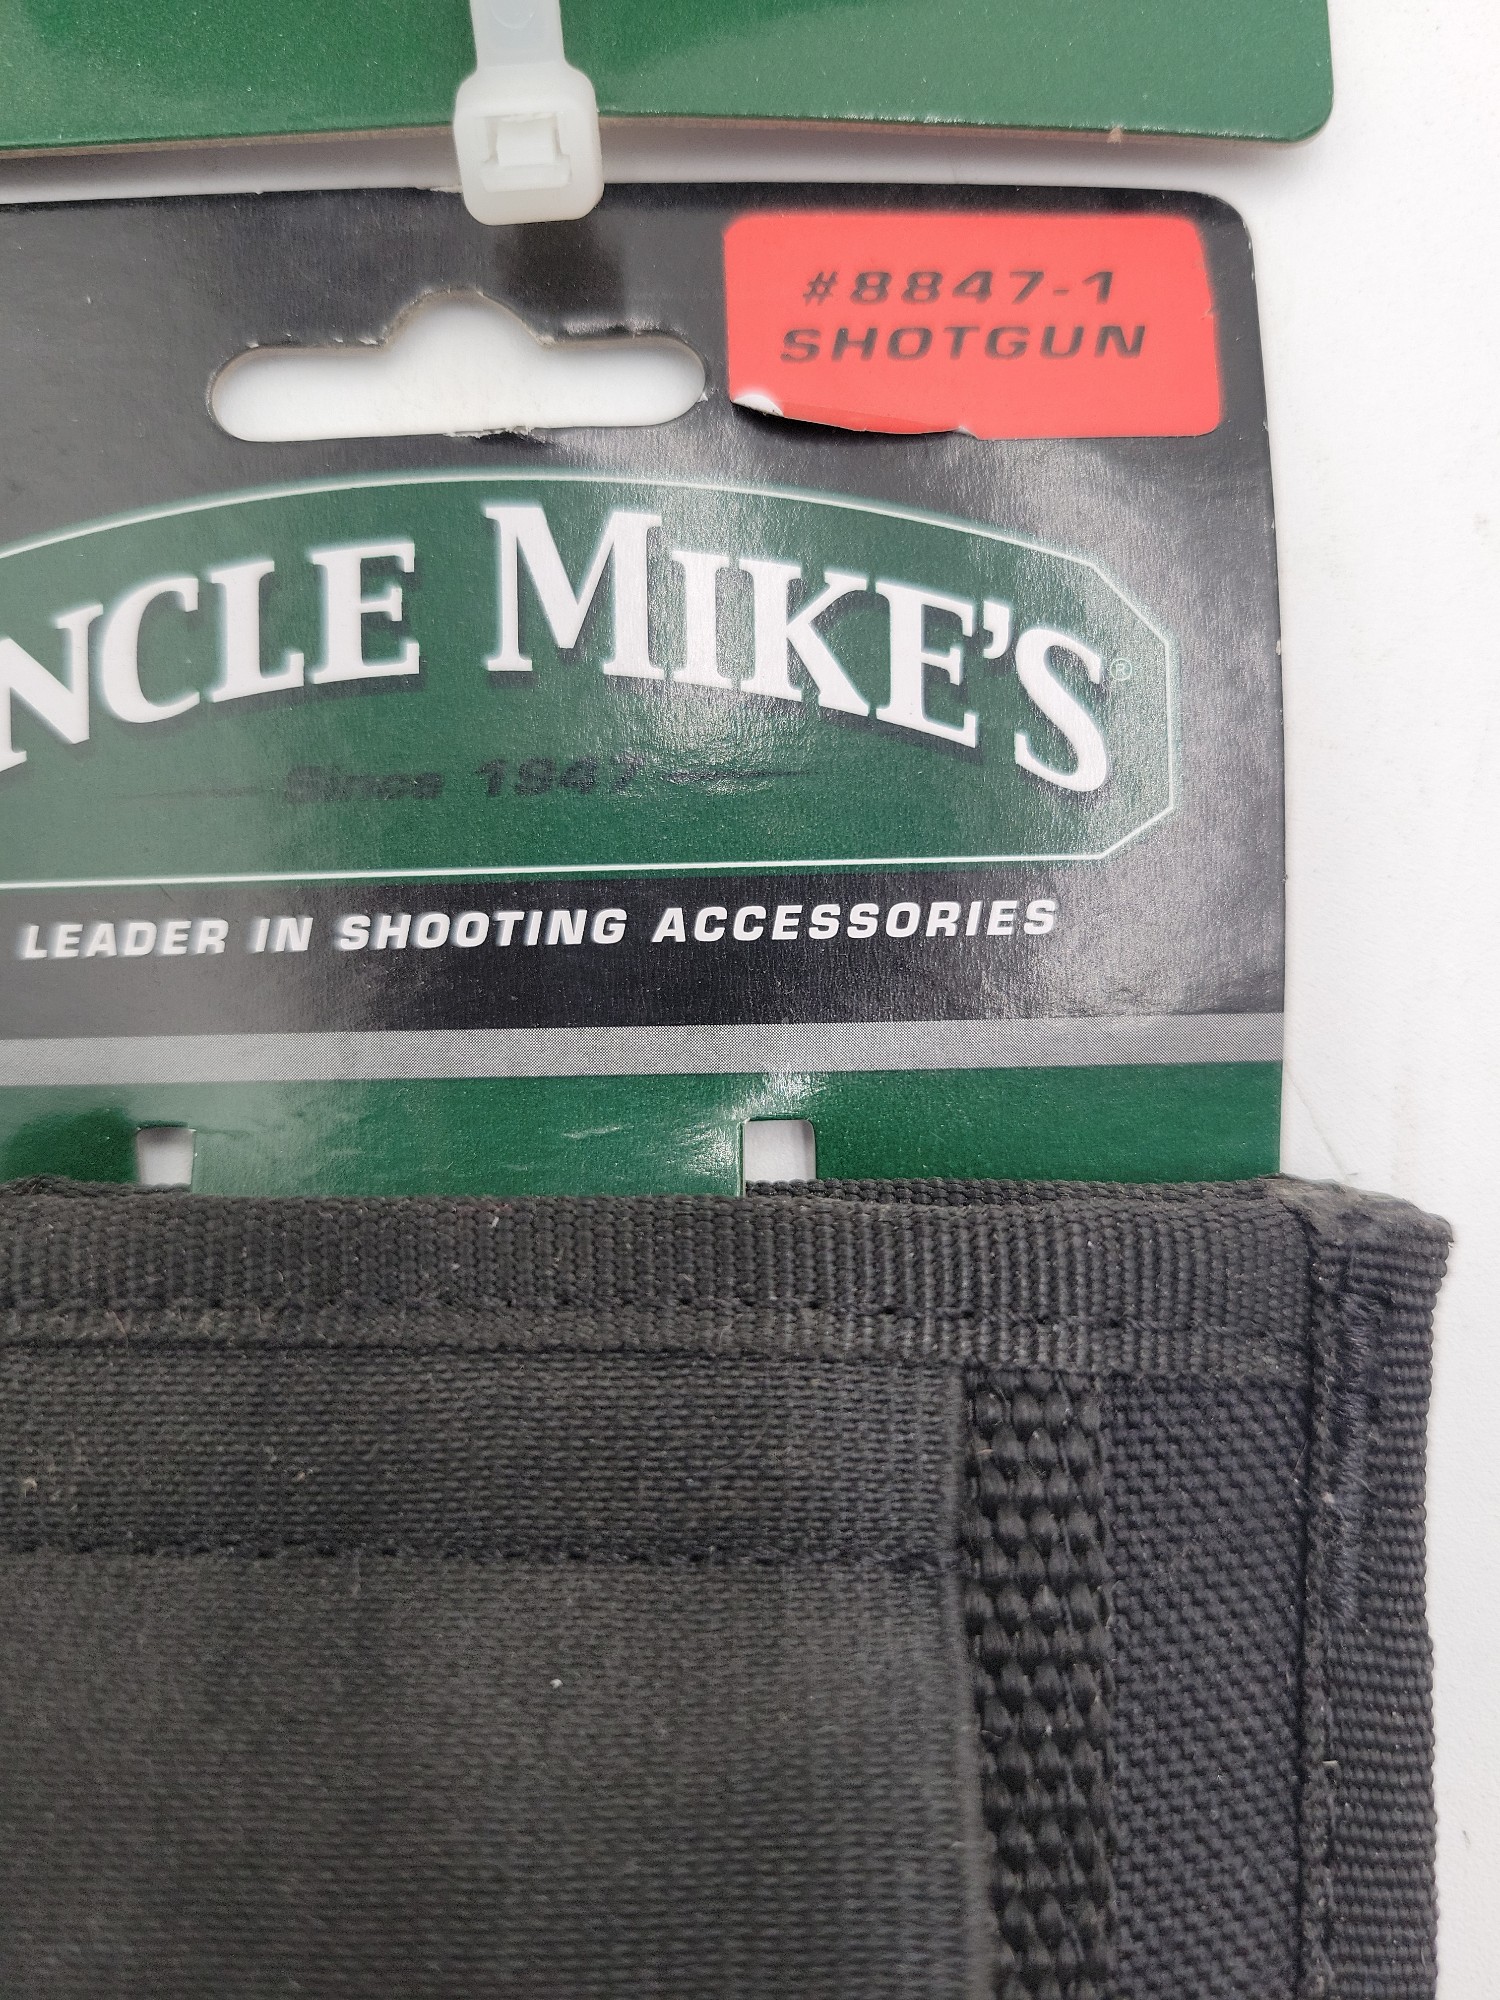 #8847-1
SHOTGUN
NCLE MIKE'S®
Since 1947
LEADER IN SHOOTING ACCESSORIES